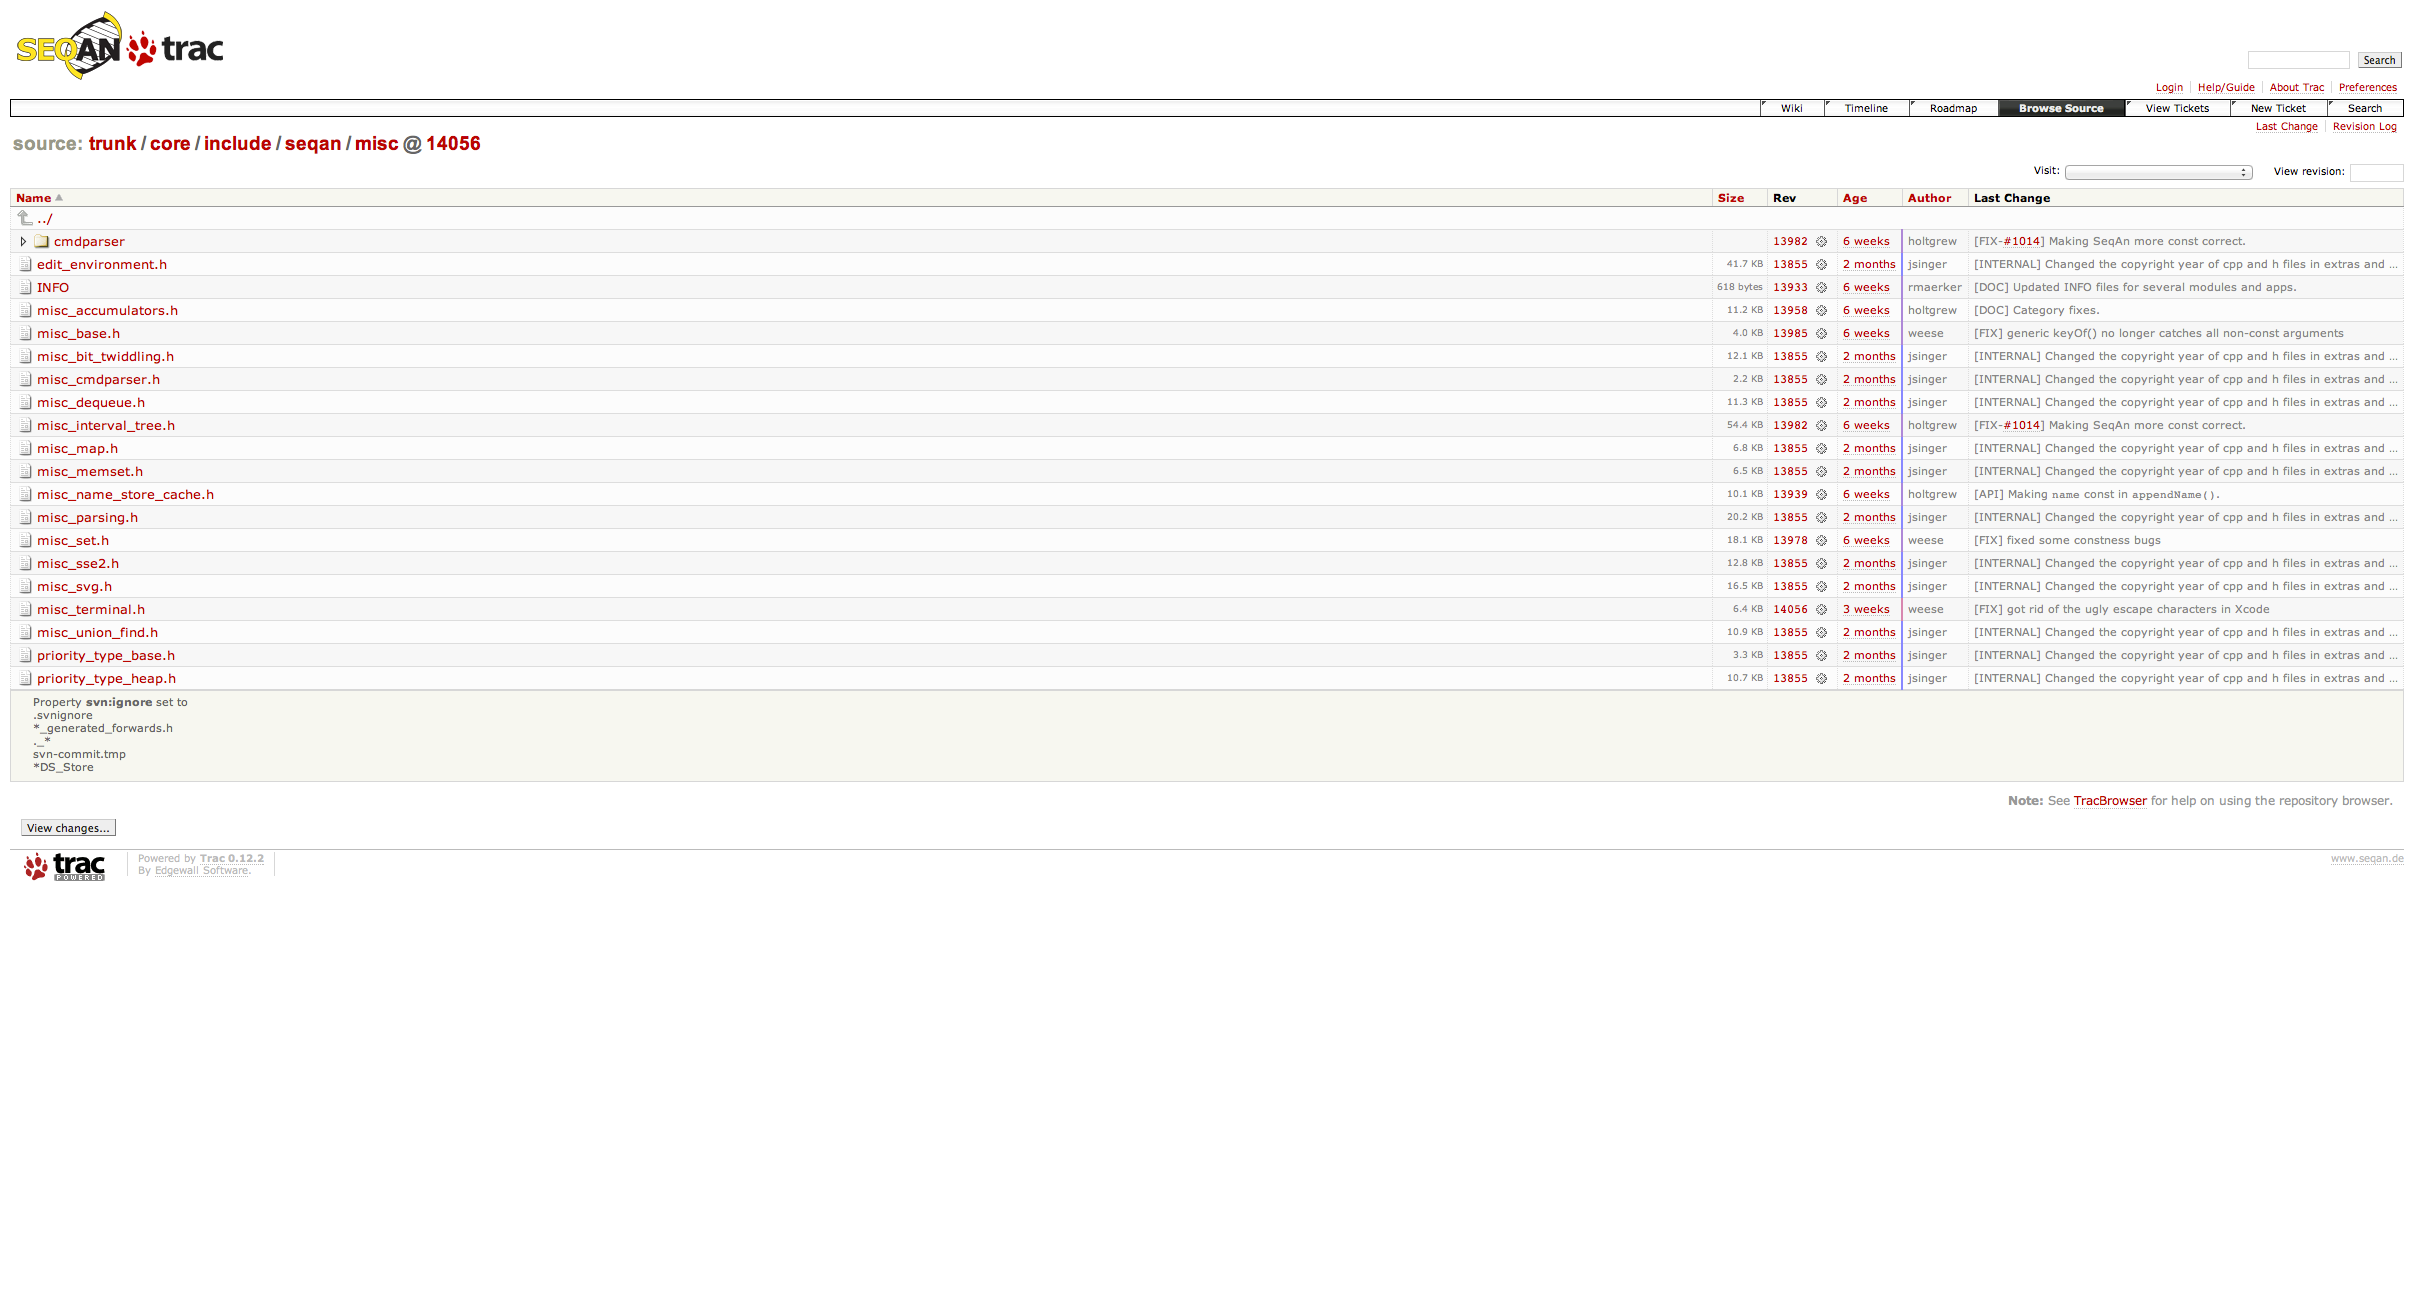 SEQAN trac
Search
Login Help/Guide About Trac Preferences
Wiki Timeline Roadmap Browse Source View Tickets New Ticket Search
Last Change Revision Log
source: trunk / core / include / seqan / misc @ 14056
Visit: View revision:
Name Size Rev Age Author Last Change
../
cmdparser 13982 6 weeks holtgrew [FIX-#1014] Making SeqAn more const correct.
edit_environment.h 41.7 KB 13855 2 months jsinger [INTERNAL] Changed the copyright year of cpp and h files in extras and ...
INFO 618 bytes 13933 6 weeks rmaerker [DOC] Updated INFO files for several modules and apps.
misc_accumulators.h 11.2 KB 13958 6 weeks holtgrew [DOC] Category fixes.
misc_base.h 4.0 KB 13985 6 weeks weese [FIX] generic keyOf() no longer catches all non-const arguments
misc_bit_twiddling.h 12.1 KB 13855 2 months jsinger [INTERNAL] Changed the copyright year of cpp and h files in extras and ...
misc_cmdparser.h 2.2 KB 13855 2 months jsinger [INTERNAL] Changed the copyright year of cpp and h files in extras and ...
misc_dequeue.h 11.3 KB 13855 2 months jsinger [INTERNAL] Changed the copyright year of cpp and h files in extras and ...
misc_interval_tree.h 54.4 KB 13982 6 weeks holtgrew [FIX-#1014] Making SeqAn more const correct.
misc_map.h 6.8 KB 13855 2 months jsinger [INTERNAL] Changed the copyright year of cpp and h files in extras and ...
misc_memset.h 6.5 KB 13855 2 months jsinger [INTERNAL] Changed the copyright year of cpp and h files in extras and ...
misc_name_store_cache.h 10.1 KB 13939 6 weeks holtgrew [API] Making name const in appendName().
misc_parsing.h 20.2 KB 13855 2 months jsinger [INTERNAL] Changed the copyright year of cpp and h files in extras and ...
misc_set.h 18.1 KB 13978 6 weeks weese [FIX] fixed some constness bugs
misc_sse2.h 12.8 KB 13855 2 months jsinger [INTERNAL] Changed the copyright year of cpp and h files in extras and ...
misc_svg.h 16.5 KB 13855 2 months jsinger [INTERNAL] Changed the copyright year of cpp and h files in extras and ...
misc_terminal.h 6.4 KB 14056 3 weeks weese [FIX] got rid of the ugly escape characters in Xcode
misc_union_find.h 10.9 KB 13855 2 months jsinger [INTERNAL] Changed the copyright year of cpp and h files in extras and ...
priority_type_base.h 3.3 KB 13855 2 months jsinger [INTERNAL] Changed the copyright year of cpp and h files in extras and ...
priority_type_heap.h 10.7 KB 13855 2 months jsinger [INTERNAL] Changed the copyright year of cpp and h files in extras and ...
Property svn:ignore set to
.svnignore
*_generated_forwards.h
._*
svn-commit.tmp
*DS_Store
Note: See TracBrowser for help on using the repository browser.
View changes...
trac POWERED
Powered by Trac 0.12.2
By Edgewall Software.
www.seqan.de